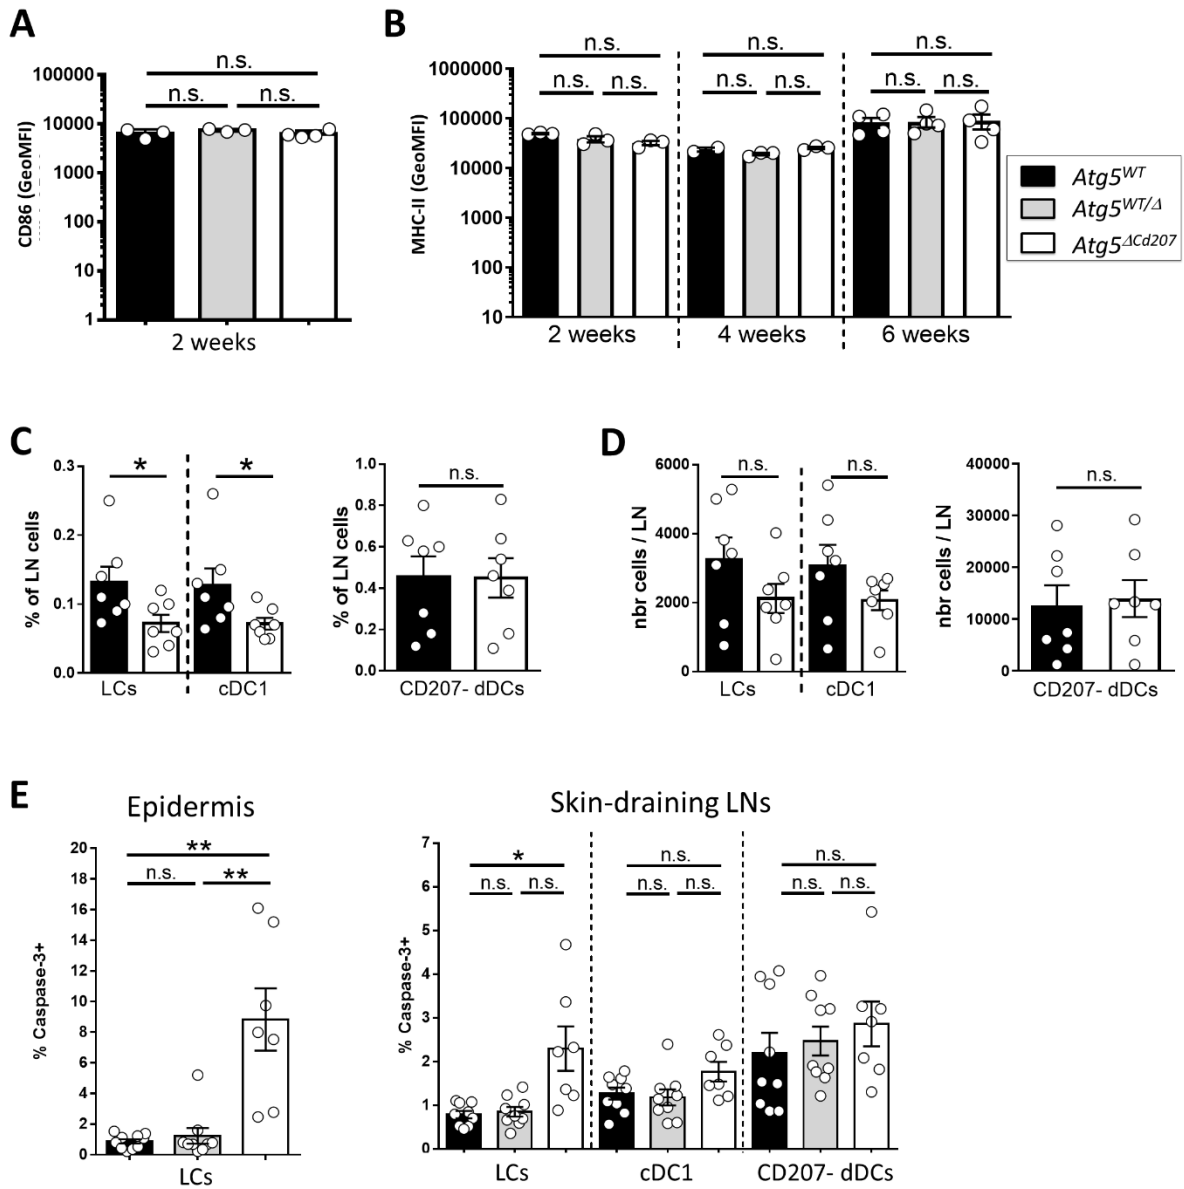 A
n.s.
n.s. n.s.
100000
10000
1000
100
10
1
CD86 (GeoMFI)
2 weeks
B
n.s. n.s. n.s.
n.s. n.s. n.s. n.s. n.s. n.s.
1000000
100000
10000
1000
100
10
MHC-II (GeoMFI)
2 weeks 4 weeks 6 weeks
Atg5WT
Atg5WT/Δ
Atg5ΔCd207
C
% of LN cells
0.3
0.2
0.1
0.0
* *
LCs cDC1
% of LN cells
1.0
0.8
0.6
0.4
0.2
0.0
n.s.
CD207- dDCs
D
nbr cells / LN
6000
4000
2000
0
n.s. n.s.
LCs cDC1
nbr cells / LN
40000
30000
20000
10000
0
n.s.
CD207- dDCs
E
Epidermis
% Caspase-3+
20
18
16
14
12
10
8
6
4
2
0
**
n.s. **
LCs
Skin-draining LNs
% Caspase-3+
7
6
5
4
3
2
1
0
* n.s. n.s.
n.s. n.s. n.s. n.s. n.s. n.s.
LCs cDC1 CD207- dDCs